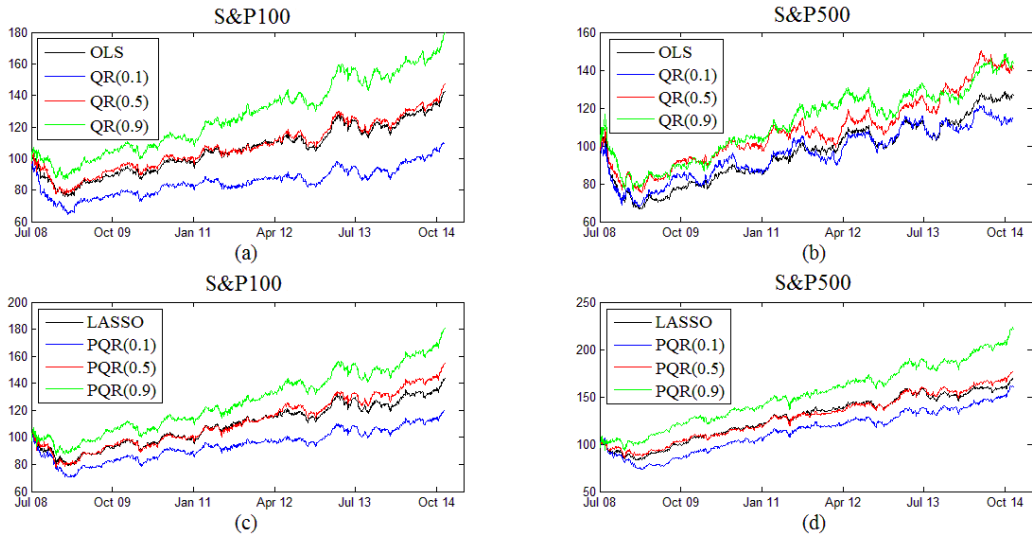 S&P100
180
160
140
120
100
80
60
OLS
QR(0.1)
QR(0.5)
QR(0.9)
Jul 08 Oct 09 Jan 11 Apr 12 Jul 13 Oct 14
(a)
S&P500
160
140
120
100
80
60
OLS
QR(0.1)
QR(0.5)
QR(0.9)
Jul 08 Oct 09 Jan 11 Apr 12 Jul 13 Oct 14
(b)
S&P100
200
180
160
140
120
100
80
60
LASSO
PQR(0.1)
PQR(0.5)
PQR(0.9)
Jul 08 Oct 09 Jan 11 Apr 12 Jul 13 Oct 14
(c)
S&P500
250
200
150
100
50
LASSO
PQR(0.1)
PQR(0.5)
PQR(0.9)
Jul 08 Oct 09 Jan 11 Apr 12 Jul 13 Oct 14
(d)